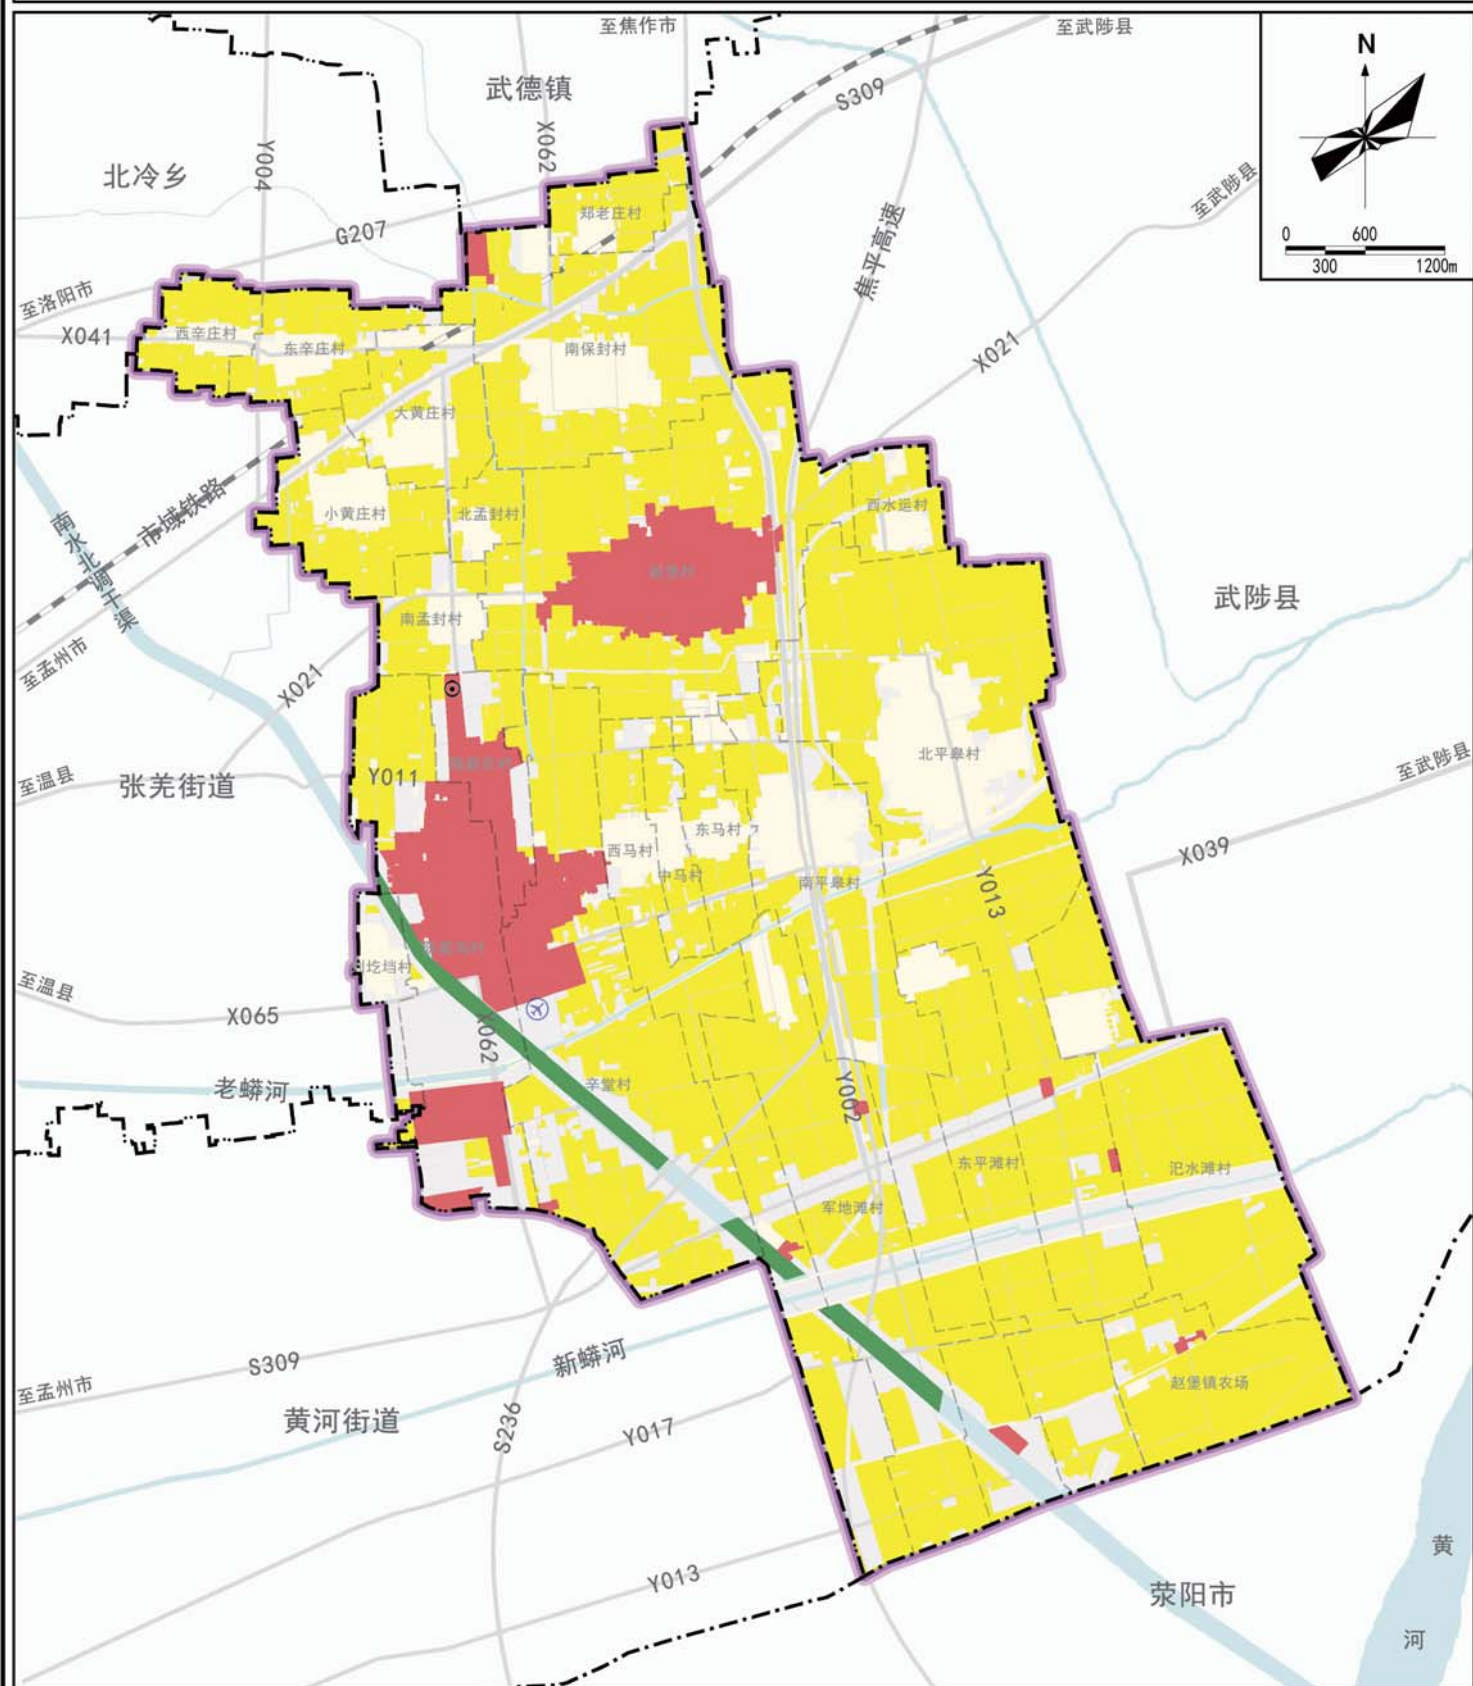 至焦作市
至武陟县
武德镇
S309
N
X062
Y004
北冷乡
至武陟县
郑老庄村
G207
焦平高速
0 600
300 1200m
至洛阳市
X041
西辛庄村
东辛庄村
南保封村
X021
大黄庄村
小黄庄村
北孟封村
西水运村
市域铁路
南水北调干渠
赵堡村
武陟县
南孟封村
至孟州市
X021
至温县
张羌街道
Y011
北平皋村
至武陟县
东马村
西马村
中马村
X039
南平皋村
Y013
圪垱村
至温县
X065
X062
老蟒河
辛堂村
Y002
东平滩村
汜水滩村
军地滩村
新蟒河
S309
至孟州市
赵堡镇农场
黄河街道
S236
Y017
黄
河
Y013
荥阳市